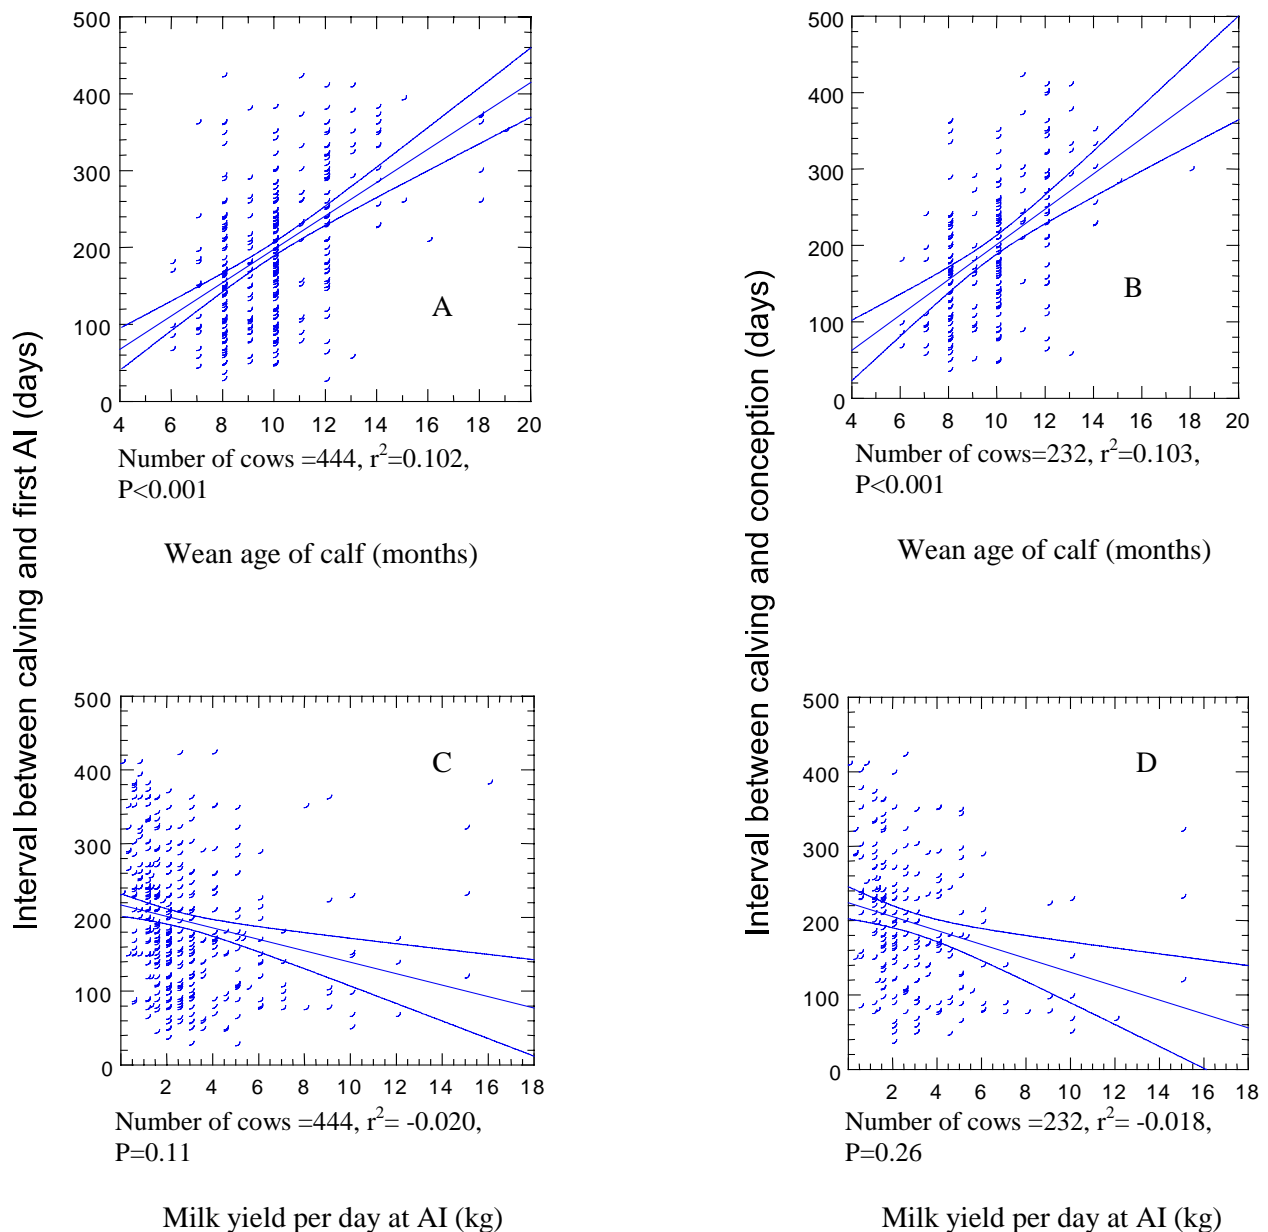 Interval between calving and first AI (days)
500
400
300
200
100
0
4 6 8 10 12 14 16 18 20
A
Number of cows =444, r²=0.102,
P<0.001
Wean age of calf (months)
Interval between calving and conception (days)
500
400
300
200
100
0
4 6 8 10 12 14 16 18 20
B
Number of cows=232, r²=0.103,
P<0.001
Wean age of calf (months)
500
400
300
200
100
0
2 4 6 8 10 12 14 16 18
C
Number of cows =444, r²= -0.020,
P=0.11
Milk yield per day at AI (kg)
500
400
300
200
100
0
2 4 6 8 10 12 14 16 18
D
Number of cows =232, r²= -0.018,
P=0.26
Milk yield per day at AI (kg)